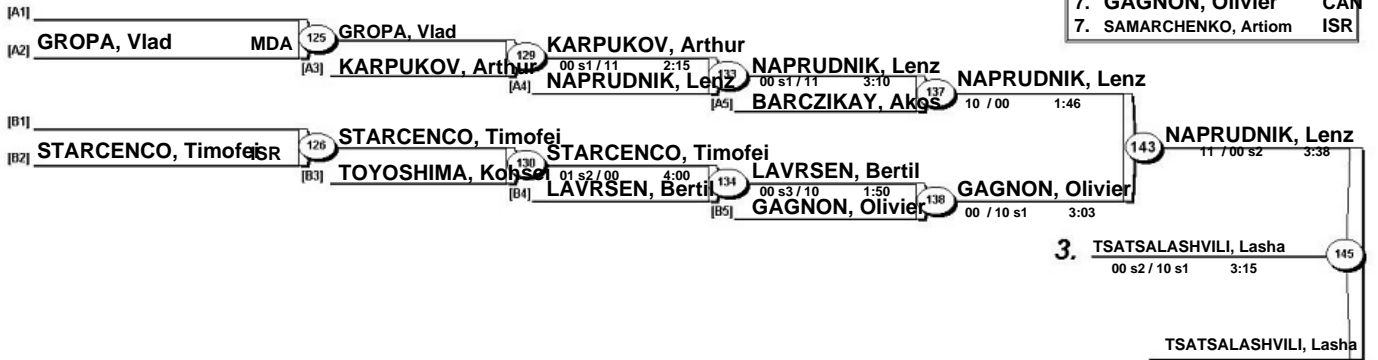 7. GAGNON, Olivier CAN
7. SAMARCHENKO, Artiom ISR
[A1]
[A2] GROPA, Vlad MDA
125
GROPA, Vlad
[A3] KARPUKOV, Arthur
129
KARPUKOV, Arthur
00 s1 / 11 2:15
[A4] NAPRUDNIK, Lenz
133
NAPRUDNIK, Lenz
00 s1 / 11 3:10
[A5] BARCZIKAY, Akos
137
NAPRUDNIK, Lenz
10 / 00 1:46
[B1]
[B2] STARCENCO, Timofei ISR
126
STARCENCO, Timofei
[B3] TOYOSHIMA, Kohsei
130
STARCENCO, Timofei
01 s2 / 00 4:00
[B4] LAVRSEN, Bertil
134
LAVRSEN, Bertil
00 s3 / 10 1:50
[B5] GAGNON, Olivier
138
GAGNON, Olivier
00 / 10 s1 3:03
143
NAPRUDNIK, Lenz
11 / 00 s2 3:38
3. TSATSALASHVILI, Lasha
00 s2 / 10 s1 3:15
145
TSATSALASHVILI, Lasha